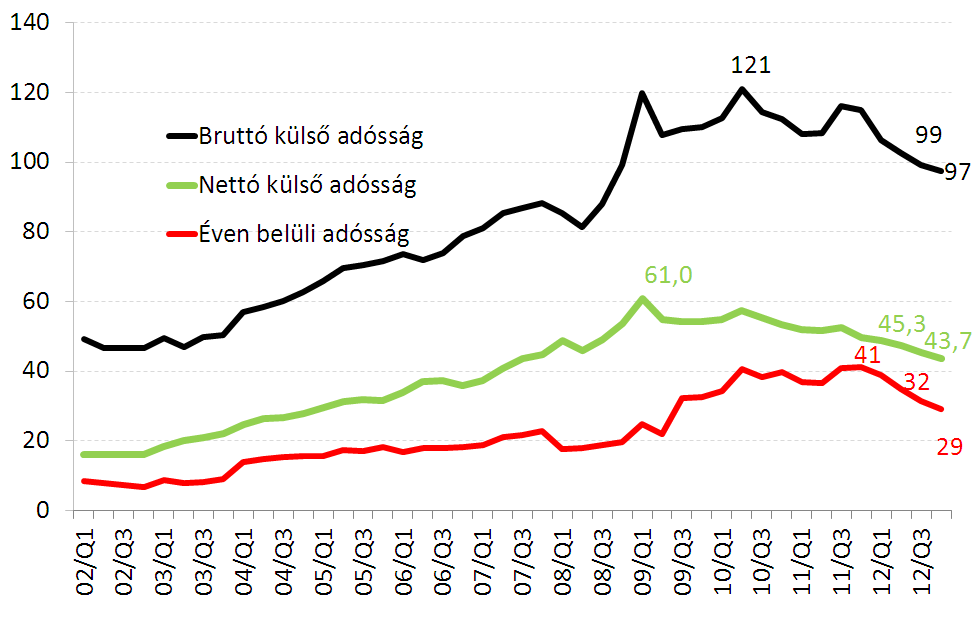 140
120
100
80
60
40
20
0
121
99
97
Bruttó külső adósság
Nettó külső adósság
Éven belüli adósság
61,0
45,3
43,7
41
32
29
02/Q1
02/Q3
03/Q1
03/Q3
04/Q1
04/Q3
05/Q1
05/Q3
06/Q1
06/Q3
07/Q1
07/Q3
08/Q1
08/Q3
09/Q1
09/Q3
10/Q1
10/Q3
11/Q1
11/Q3
12/Q1
12/Q3